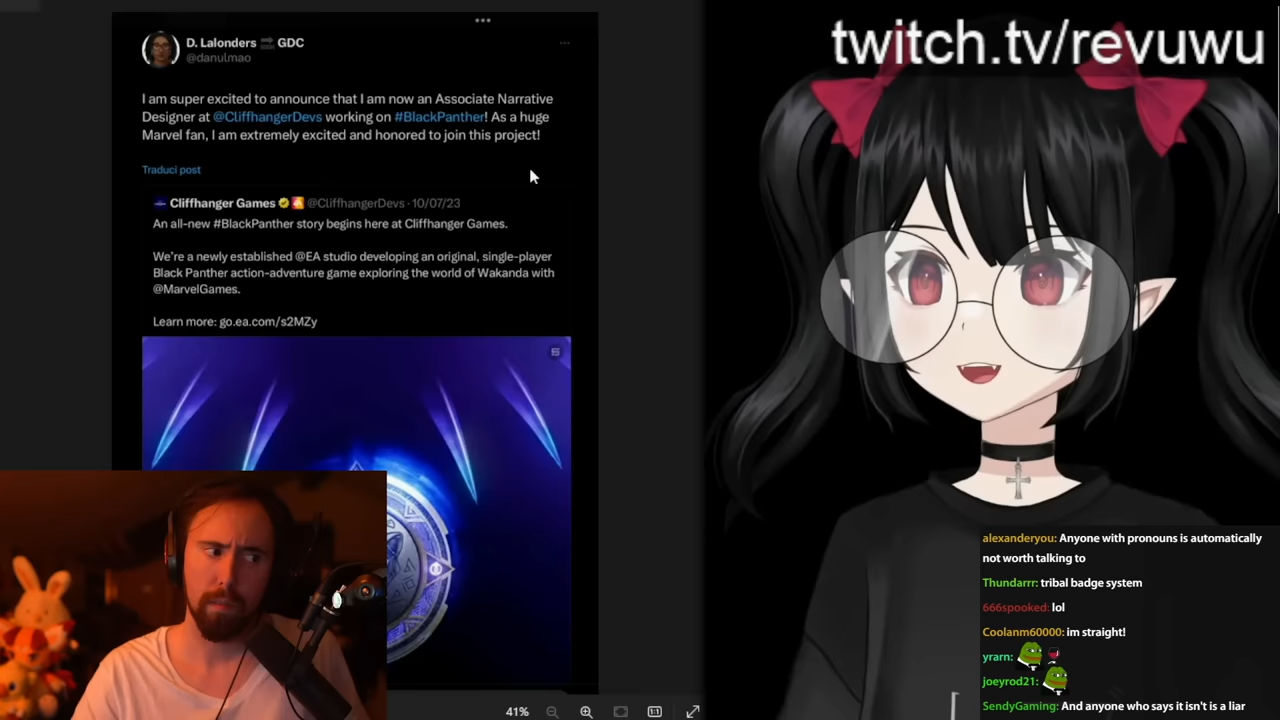 twitch.tv/revuwu
D. Lalonders 🔜 GDC
@danulmao
I am super excited to announce that I am now an Associate Narrative
Designer at @CliffhangerDevs working on #BlackPanther! As a huge
Marvel fan, I am extremely excited and honored to join this project!
Traduci post
Cliffhanger Games @CliffhangerDevs · 10/07/23
An all-new #BlackPanther story begins here at Cliffhanger Games.
We're a newly established @EA studio developing an original, single-player
Black Panther action-adventure game exploring the world of Wakanda with
@MarvelGames.
Learn more: go.ea.com/s2MZy
41%
1:1
alexanderyou: Anyone with pronouns is automatically
not worth talking to
Thundarrr: tribal badge system
666spooked: lol
Coolanm60000: im straight!
yrarn:
joeyrod21:
SendyGaming: And anyone who says it isn't is a liar